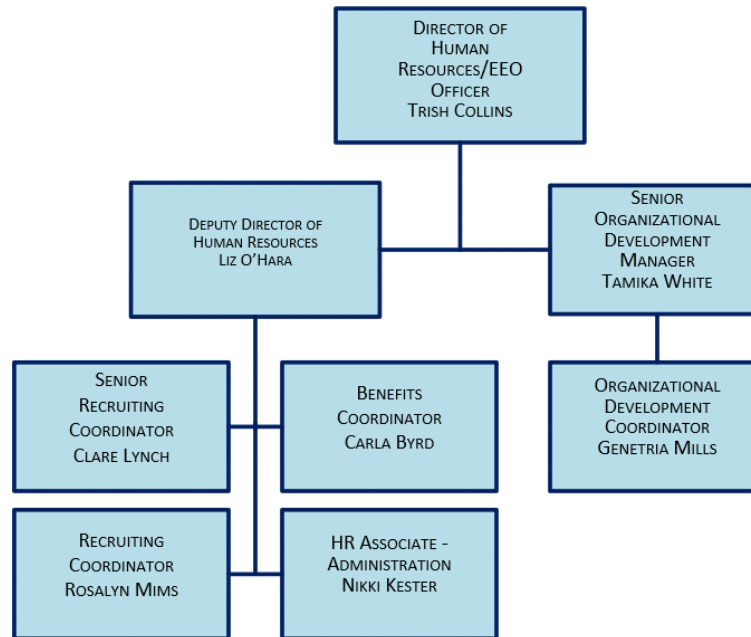 Director of
Human
Resources/EEO
Officer
Trish Collins
Deputy Director of
Human Resources
Liz O’Hara
Senior
Organizational
Development
Manager
Tamika White
Senior
Recruiting
Coordinator
Clare Lynch
Benefits
Coordinator
Carla Byrd
Organizational
Development
Coordinator
Genetria Mills
Recruiting
Coordinator
Rosalyn Mims
HR Associate -
Administration
Nikki Kester